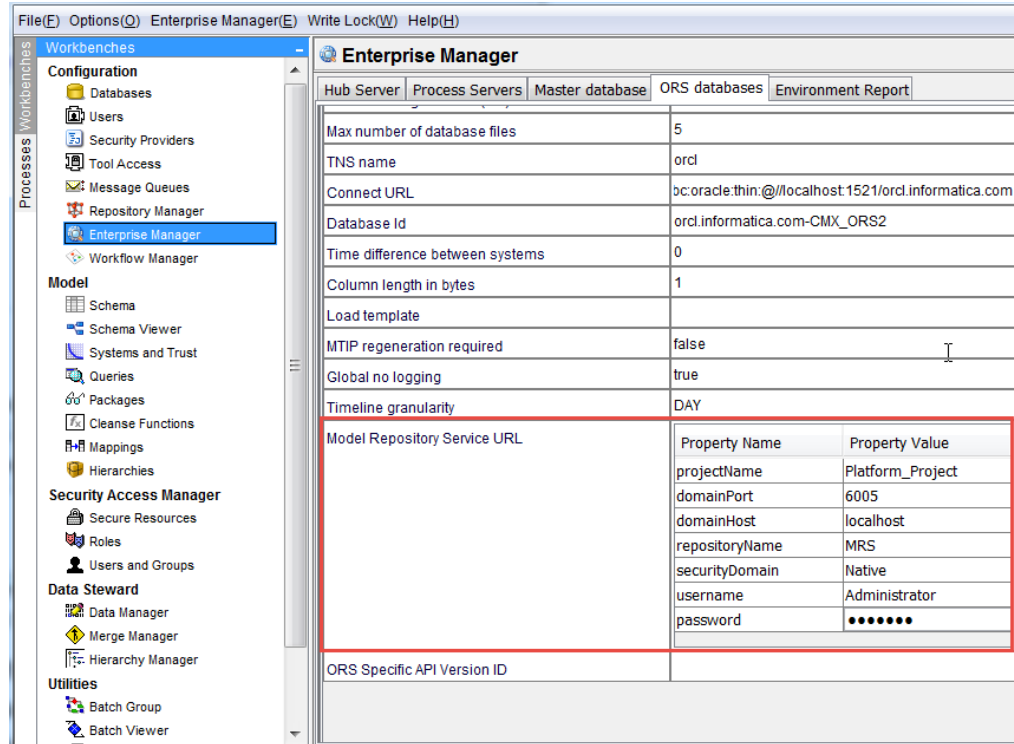 File(F) Options(O) Enterprise Manager(E) Write Lock(W) Help(H)
Processes Workbenches
Workbenches
Configuration
Databases
Users
Security Providers
Tool Access
Message Queues
Repository Manager
Enterprise Manager
Workflow Manager
Model
Schema
Schema Viewer
Systems and Trust
Queries
Packages
Cleanse Functions
Mappings
Hierarchies
Security Access Manager
Secure Resources
Roles
Users and Groups
Data Steward
Data Manager
Merge Manager
Hierarchy Manager
Utilities
Batch Group
Batch Viewer
Enterprise Manager
Hub Server Process Servers Master database ORS databases Environment Report
Max number of database files 5
TNS name orcl
Connect URL bc:oracle:thin:@//localhost:1521/orcl.informatica.com
Database Id orcl.informatica.com-CMX_ORS2
Time difference between systems 0
Column length in bytes 1
Load template
MTIP regeneration required false
Global no logging true
Timeline granularity DAY
Model Repository Service URL
Property Name Property Value
projectName Platform_Project
domainPort 6005
domainHost localhost
repositoryName MRS
securityDomain Native
username Administrator
password ●●●●●●●
ORS Specific API Version ID